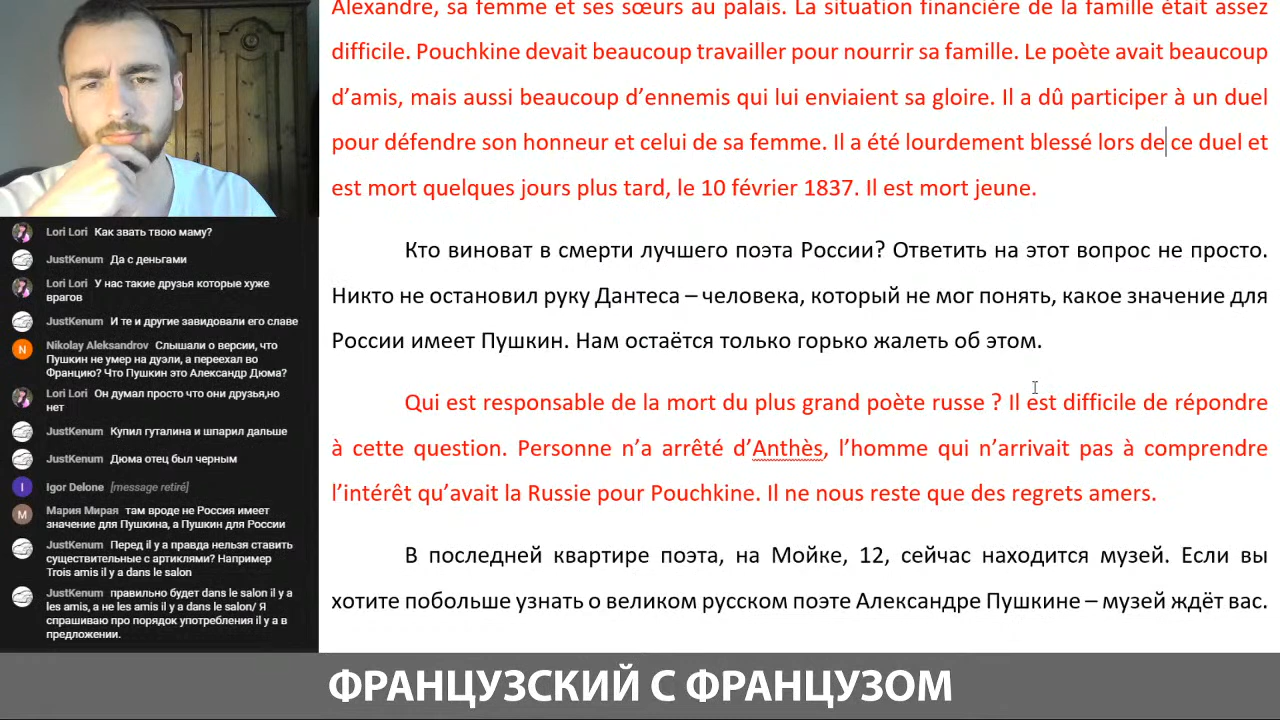 Alexandre, sa femme et ses sœurs au palais. La situation financière de la famille était assez
difficile. Pouchkine devait beaucoup travailler pour nourrir sa famille. Le poète avait beaucoup
d’amis, mais aussi beaucoup d’ennemis qui lui enviaient sa gloire. Il a dû participer à un duel
pour défendre son honneur et celui de sa femme. Il a été lourdement blessé lors de ce duel et
est mort quelques jours plus tard, le 10 février 1837. Il est mort jeune.
Кто виноват в смерти лучшего поэта России? Ответить на этот вопрос не просто.
Никто не остановил руку Дантеса – человека, который не мог понять, какое значение для
России имеет Пушкин. Нам остаётся только горько жалеть об этом.
Qui est responsable de la mort du plus grand poète russe ? Il est difficile de répondre
à cette question. Personne n’a arrêté d’Anthès, l’homme qui n’arrivait pas à comprendre
l’intérêt qu’avait la Russie pour Pouchkine. Il ne nous reste que des regrets amers.
В последней квартире поэта, на Мойке, 12, сейчас находится музей. Если вы
хотите побольше узнать о великом русском поэте Александре Пушкине – музей ждёт вас.
Lori Lori Как звать твою маму?
JustKenum Да с деньгами
Lori Lori У нас такие друзья которые хуже
врагов
JustKenum И те и другие завидовали его славе
N
Nikolay Aleksandrov Слышали о версии, что
Пушкин не умер на дуэли, а переехал во
Францию? Что Пушкин это Александр Дюма?
Lori Lori Он думал просто что они друзья,но
нет
JustKenum Купил гуталина и шпарил дальше
JustKenum Дюма отец был черным
I
Igor Delone [message retiré]
М
Мария Мирая там вроде не Россия имеет
значение для Пушкина, а Пушкин для России
JustKenum Перед il y a правда нельзя ставить
существительные с артиклями? Например
Trois amis il y a dans le salon
JustKenum правильно будет dans le salon il y a
les amis, а не les amis il y a dans le salon/ Я
спрашиваю про порядок употребления il y a в
предложении.
ФРАНЦУЗСКИЙ С ФРАНЦУЗОМ